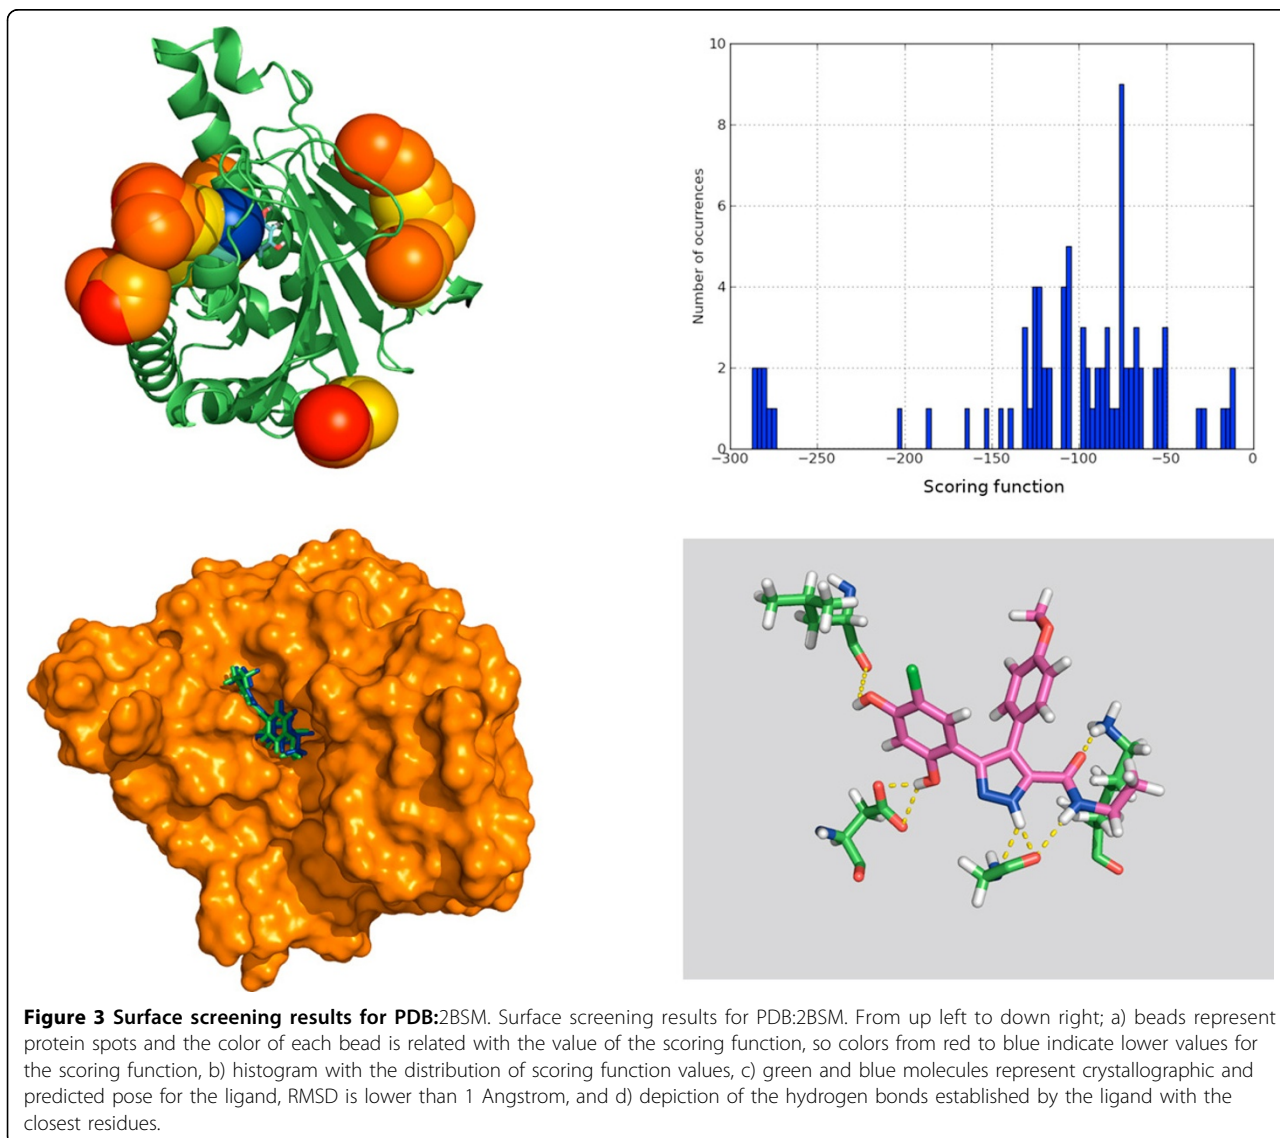 10
8
6
4
2
0
Number of ocurrences
−300 −250 −200 −150 −100 −50 0
Scoring function
Figure 3 Surface screening results for PDB:2BSM. Surface screening results for PDB:2BSM. From up left to down right; a) beads represent
protein spots and the color of each bead is related with the value of the scoring function, so colors from red to blue indicate lower values for
the scoring function, b) histogram with the distribution of scoring function values, c) green and blue molecules represent crystallographic and
predicted pose for the ligand, RMSD is lower than 1 Angstrom, and d) depiction of the hydrogen bonds established by the ligand with the
closest residues.